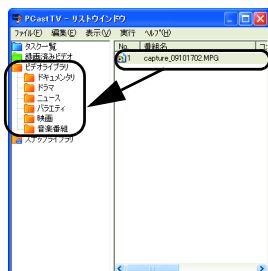 PCastTV - リストウインドウ
ファイル(F) 編集(E) 表示(V) 実行 ヘルプ(H)
タスク一覧
録画済みビデオ
ビデオライブラリ
ドキュメンタリ
ドラマ
ニュース
バラエティ
映画
音楽番組
スナップライブラリ
No. 番組名 コ
1 capture_09101702.MPG